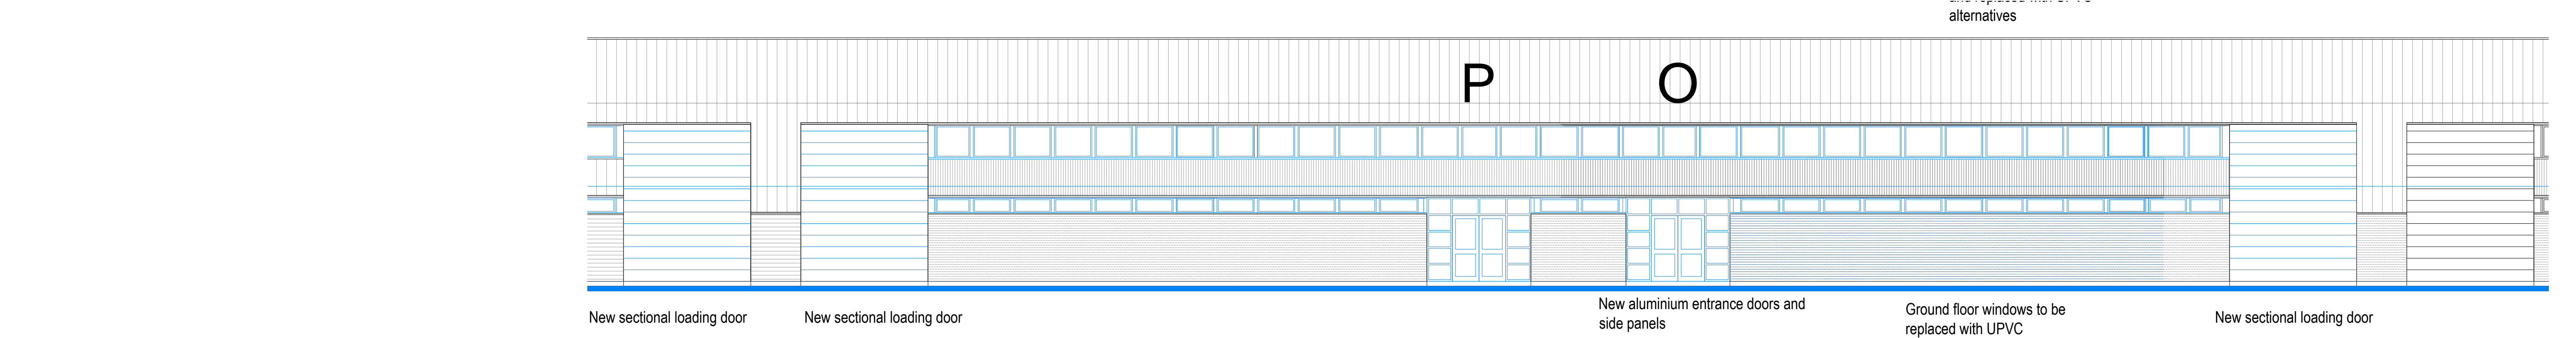 alternatives
P O
New sectional loading door
New sectional loading door
New aluminium entrance doors and
side panels
Ground floor windows to be
replaced with UPVC
New sectional loading door